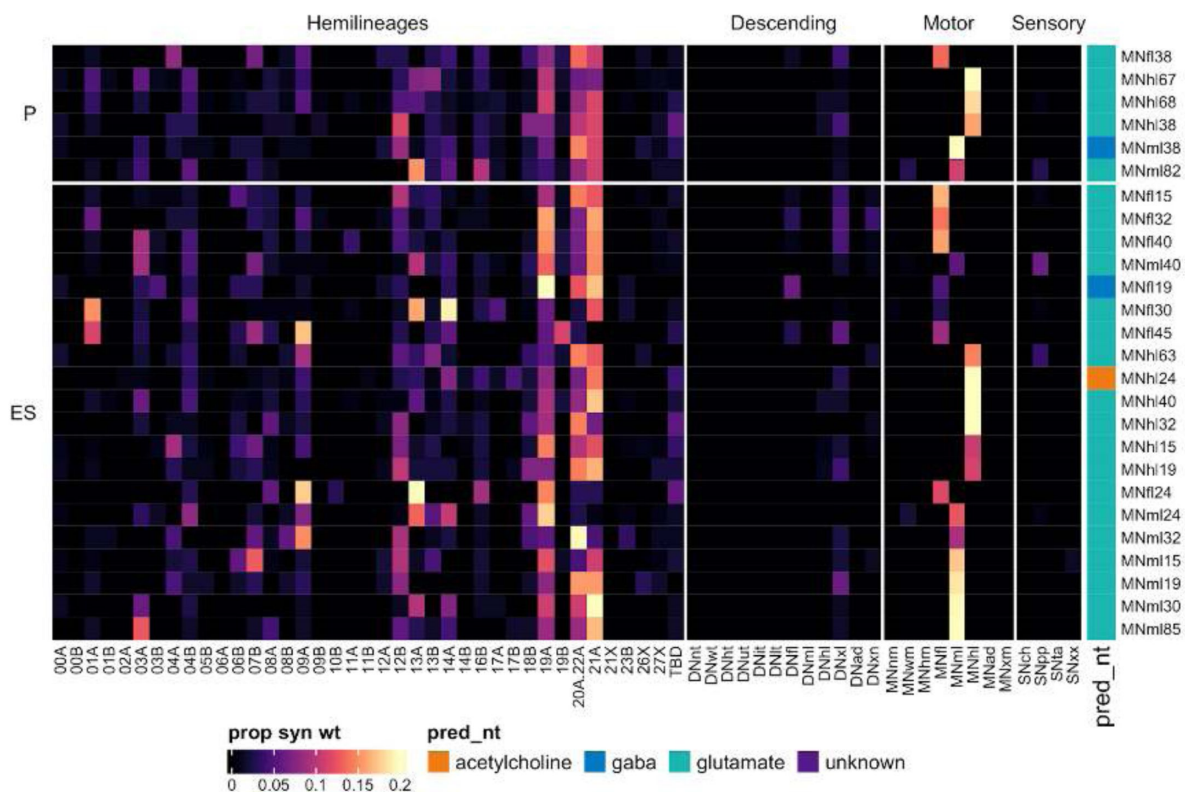 Hemilineages Descending Motor Sensory
P
ES
MNfl38
MNhl67
MNhl68
MNhl38
MNml38
MNml82
MNfl15
MNfl32
MNfl40
MNml40
MNfl19
MNfl30
MNfl45
MNhl63
MNhl24
MNhl40
MNhl32
MNhl15
MNhl19
MNfl24
MNml24
MNml32
MNml15
MNml19
MNml30
MNml85
00A 00B 01A 01B 02A 03A 03B 04A 04B 05B 06A 06B 07B 08A 08B 09A 09B 10B 11A 11B 12A 12B 13A 13B 14A 16B 17A 17B 18B 19A 19B 20A.22A 21A 21X 23B 26X 27X TBD DNnt DNwt DNht DNut DNit DNlt DNfl DNml DNhl DNxl DNad DNxn MNnm MNwm MNhm MNfl MNml MNhl MNad MNxm SNch SNpp SNta SNxx pred_nt
prop syn wt
0 0.05 0.1 0.15 0.2
pred_nt
acetylcholine gaba glutamate unknown